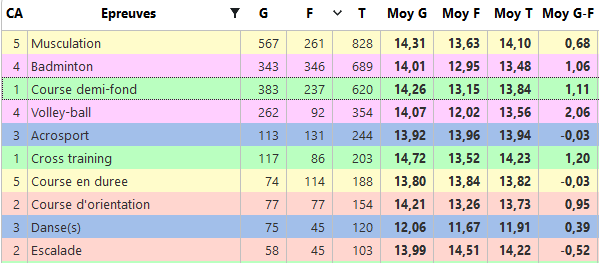 CA Epreuves G F T Moy G Moy F Moy T Moy G-F
5 Musculation 567 261 828 14,31 13,63 14,10 0,68
4 Badminton 343 346 689 14,01 12,95 13,48 1,06
1 Course demi-fond 383 237 620 14,26 13,15 13,84 1,11
4 Volley-ball 262 92 354 14,07 12,02 13,56 2,06
3 Acrosport 113 131 244 13,92 13,96 13,94 -0,03
1 Cross training 117 86 203 14,72 13,52 14,23 1,20
5 Course en duree 74 114 188 13,80 13,84 13,82 -0,03
2 Course d'orientation 77 77 154 14,21 13,26 13,73 0,95
3 Danse(s) 75 45 120 12,06 11,67 11,91 0,39
2 Escalade 58 45 103 13,99 14,51 14,22 -0,52